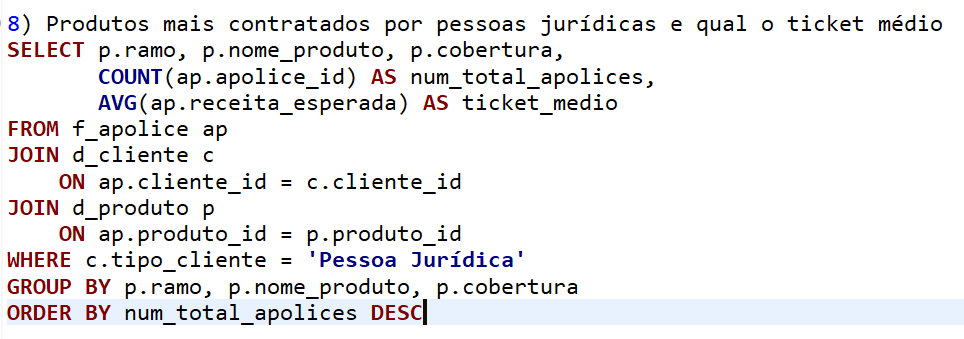 8) Produtos mais contratados por pessoas jurídicas e qual o ticket médio
SELECT p.ramo, p.nome_produto, p.cobertura,
COUNT(ap.apolice_id) AS num_total_apolices,
AVG(ap.receita_esperada) AS ticket_medio
FROM f_apolice ap
JOIN d_cliente c
ON ap.cliente_id = c.cliente_id
JOIN d_produto p
ON ap.produto_id = p.produto_id
WHERE c.tipo_cliente = 'Pessoa Jurídica'
GROUP BY p.ramo, p.nome_produto, p.cobertura
ORDER BY num_total_apolices DESC